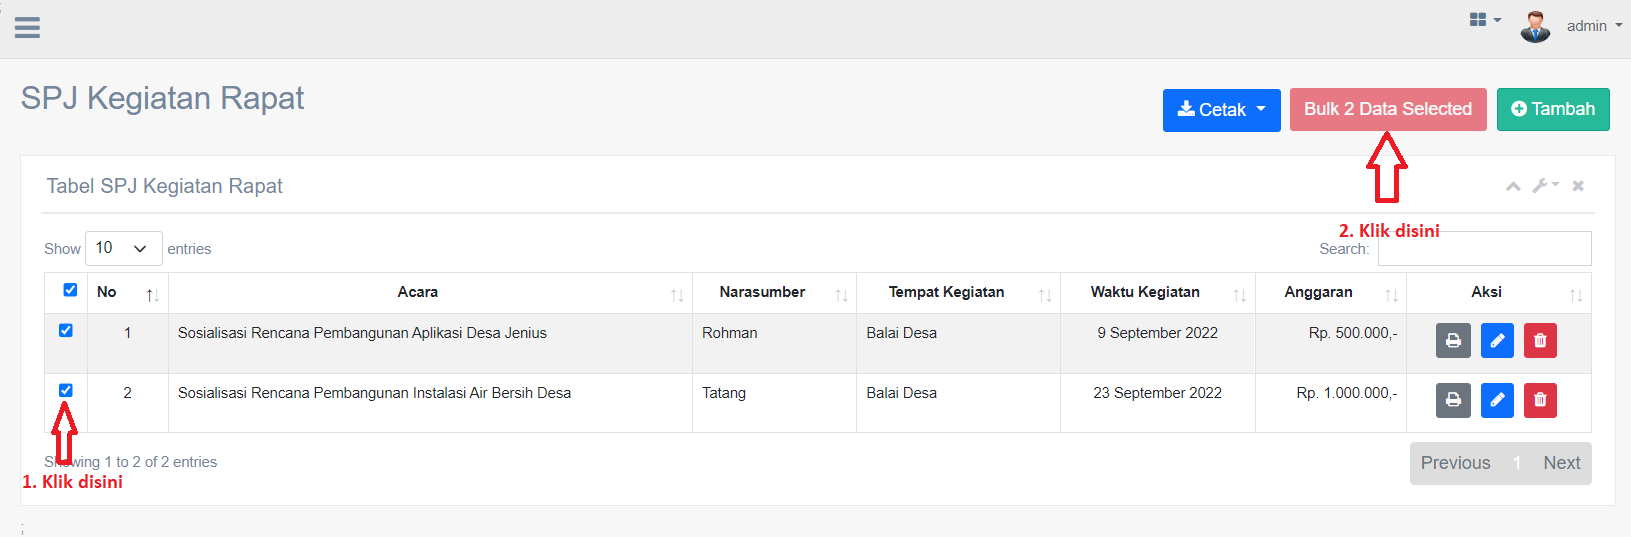 admin
SPJ Kegiatan Rapat
Cetak
Bulk 2 Data Selected
Tambah
Tabel SPJ Kegiatan Rapat
2. Klik disini
Show 10 entries
Search:
No Acara Narasumber Tempat Kegiatan Waktu Kegiatan Anggaran Aksi
1 Sosialisasi Rencana Pembangunan Aplikasi Desa Jenius Rohman Balai Desa 9 September 2022 Rp. 500.000,-
2 Sosialisasi Rencana Pembangunan Instalasi Air Bersih Desa Tatang Balai Desa 23 September 2022 Rp. 1.000.000,-
Showing 1 to 2 of 2 entries
Previous 1 Next
1. Klik disini
;